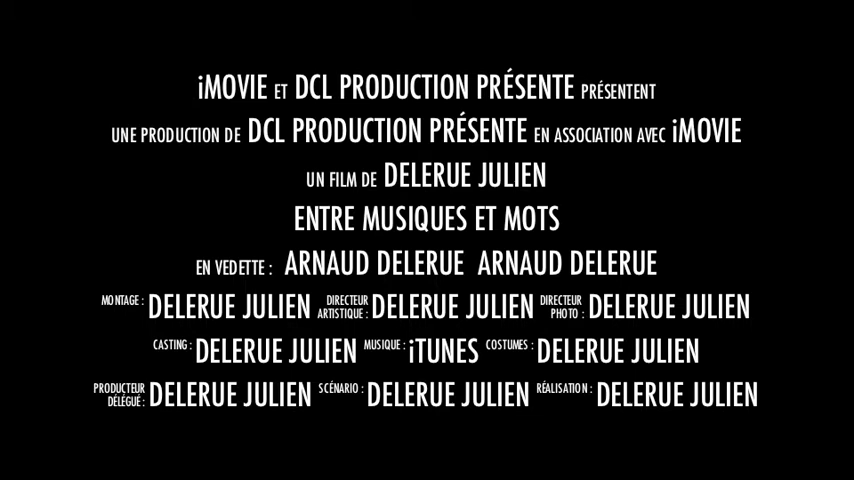 iMOVIE ET DCL PRODUCTION PRÉSENTE PRÉSENTENT
UNE PRODUCTION DE DCL PRODUCTION PRÉSENTE EN ASSOCIATION AVEC iMOVIE
UN FILM DE DELERUE JULIEN
ENTRE MUSIQUES ET MOTS
EN VEDETTE : ARNAUD DELERUE ARNAUD DELERUE
MONTAGE : DELERUE JULIEN DIRECTEUR ARTISTIQUE : DELERUE JULIEN DIRECTEUR PHOTO : DELERUE JULIEN
CASTING : DELERUE JULIEN MUSIQUE : iTUNES COSTUMES : DELERUE JULIEN
PRODUCTEUR DÉLÉGUÉ : DELERUE JULIEN SCÉNARIO : DELERUE JULIEN RÉALISATION : DELERUE JULIEN